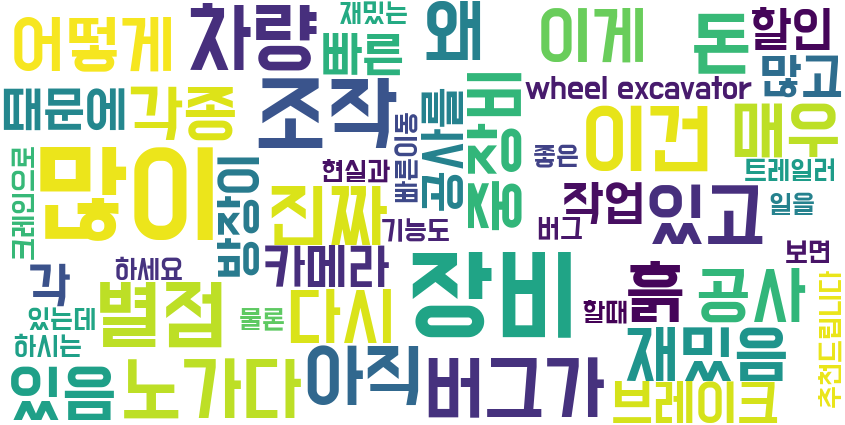 어떻게
차량
재밌는
빠른
왜
이게
돈
할인
많고
때문에
각종
조작
공사를
중장비
wheel excavator
이건
매우
많이
크레인으로
방장이
진짜
현실과
빠른이동
좋은
트레일러
작업
있고
일을
기능도
버그
각
하세요
카메라
장비
흙
보면
공사
별점
다시
할때
있는데
물론
하시는
재밌음
추천드립니다
있음
노가다
아직
버그가
브레이크